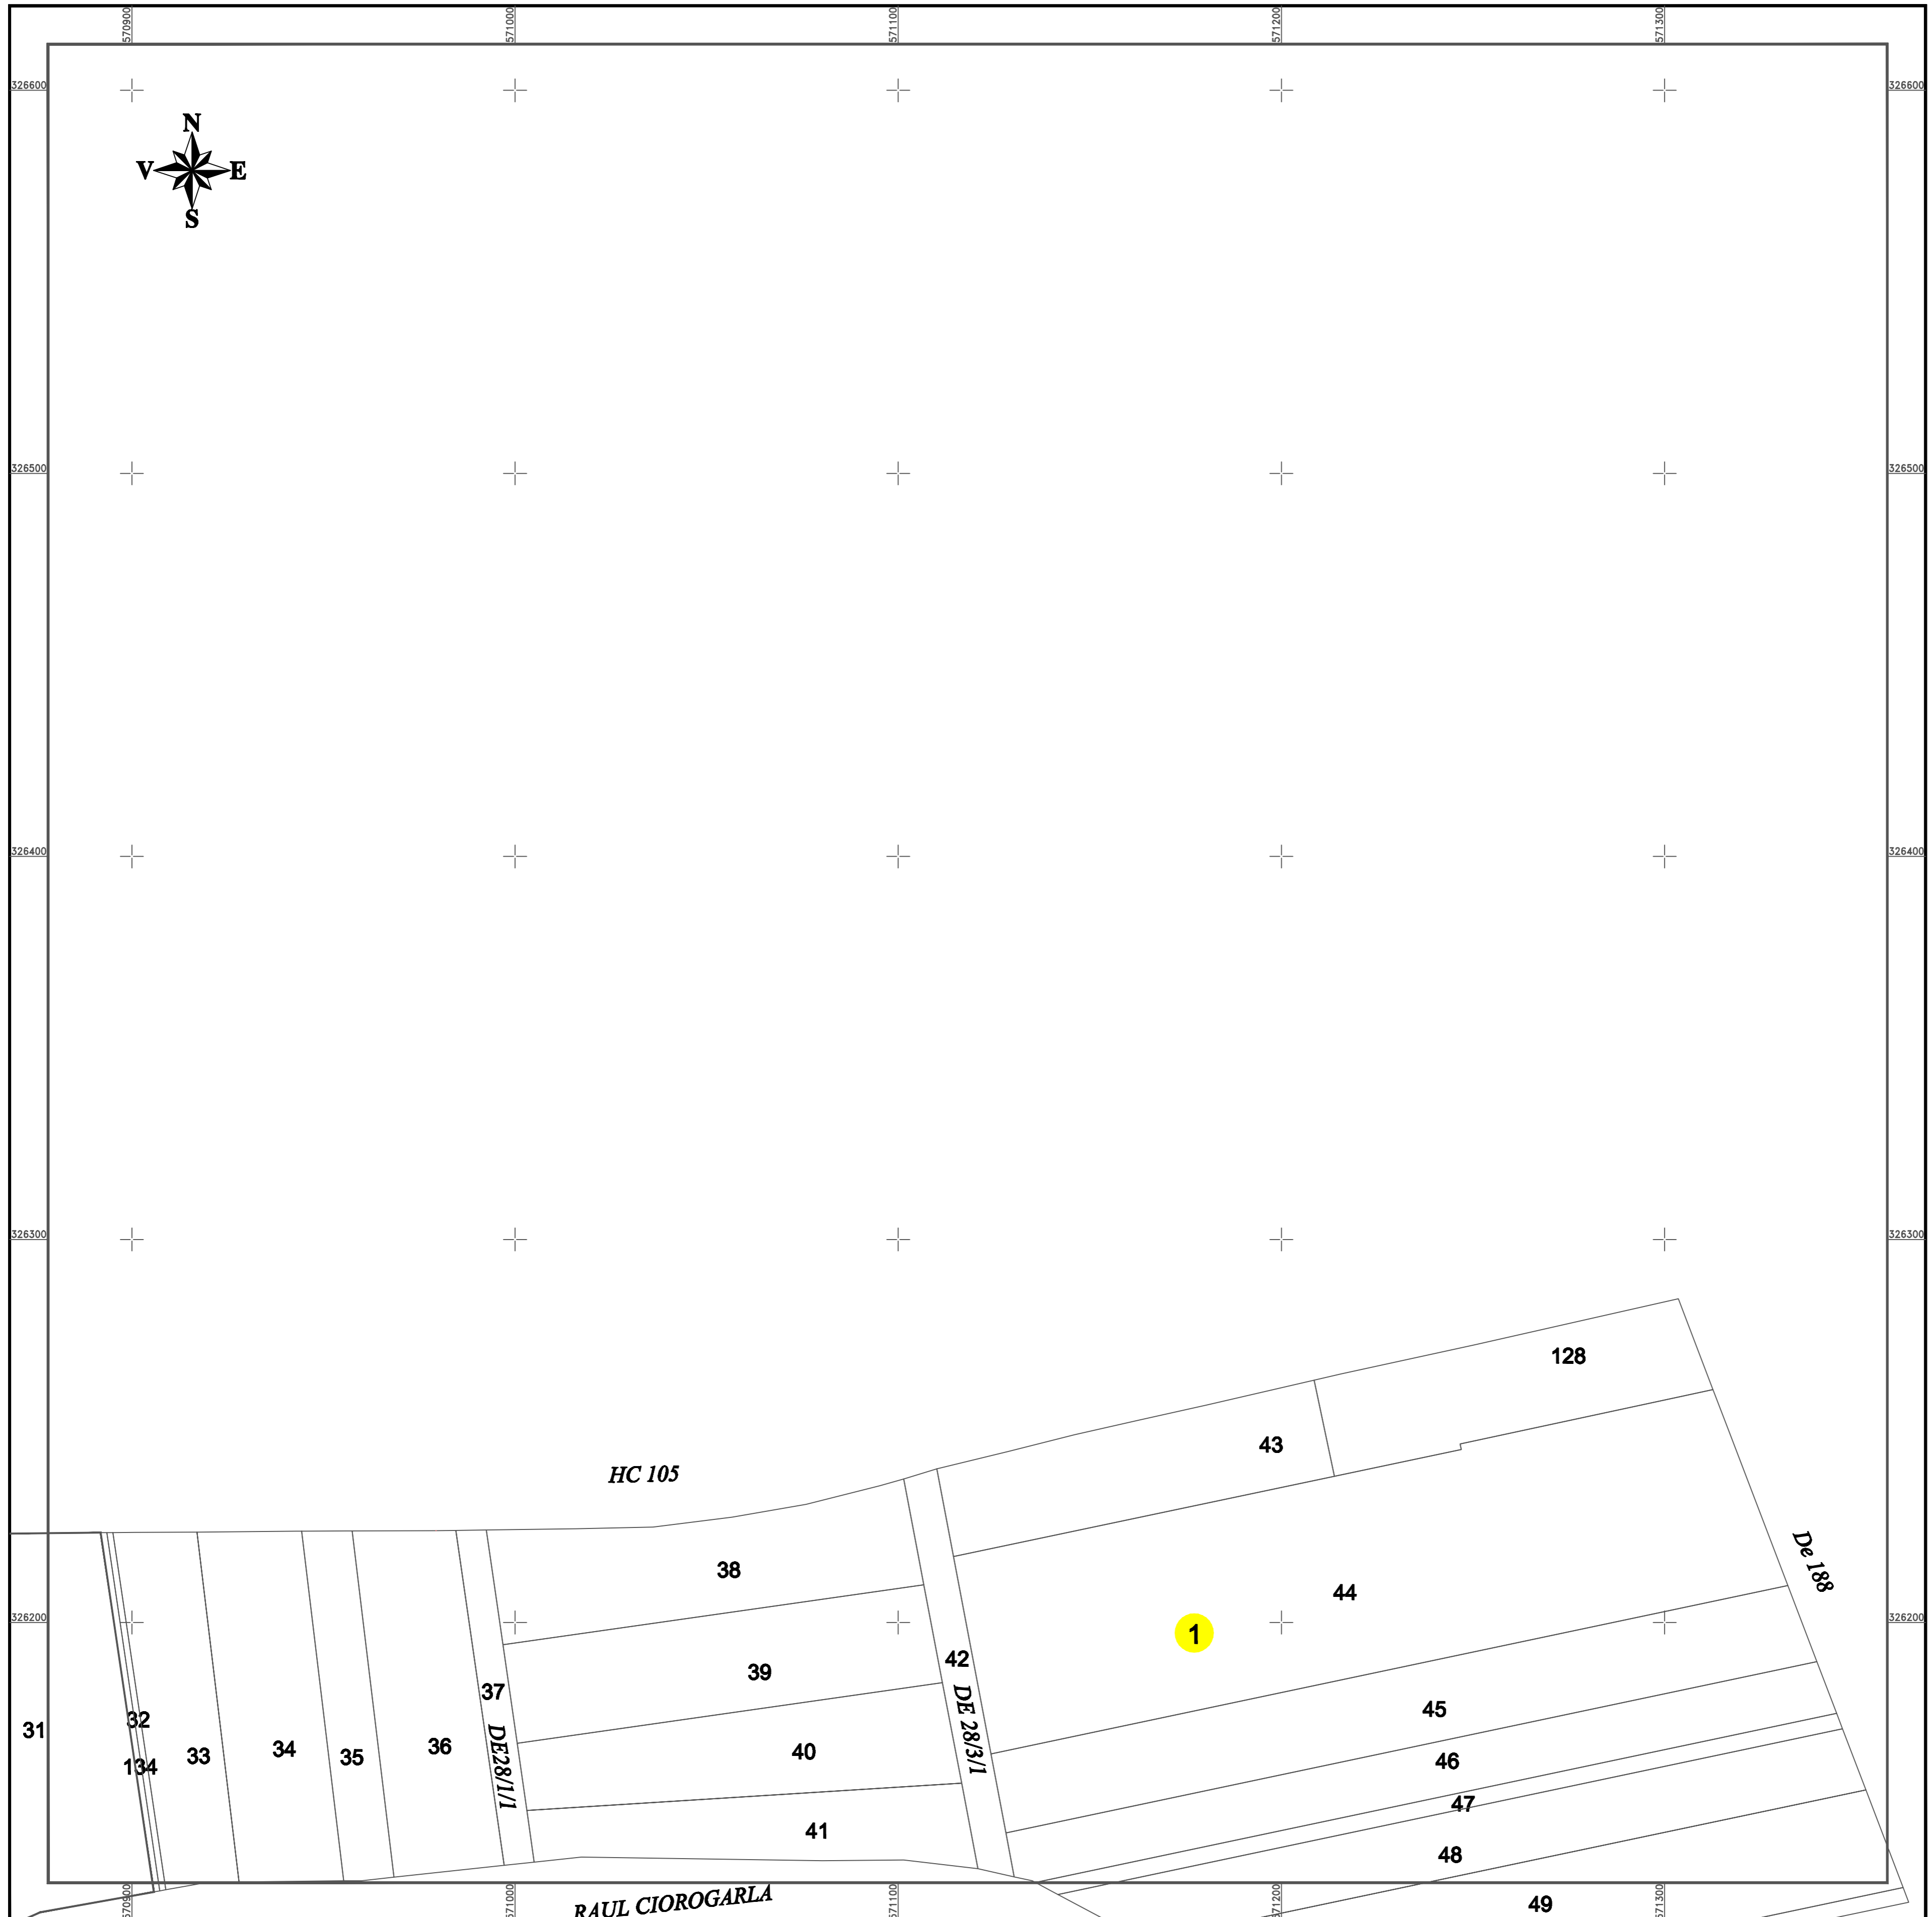 570900 571000 571100 571200 571300
326600 326600
N
V E
S
326500 326500
326400 326400
326300 326300
128
43
HC 105
De 188
38
44
326200 326200
1
42
39
37
DE 28/3/1
45
32
31
36
34
40
33
35
46
134
DE28/1/1
47
41
48
RAUL CIOROGARLA
49
570900 571000 571100 571200 571300